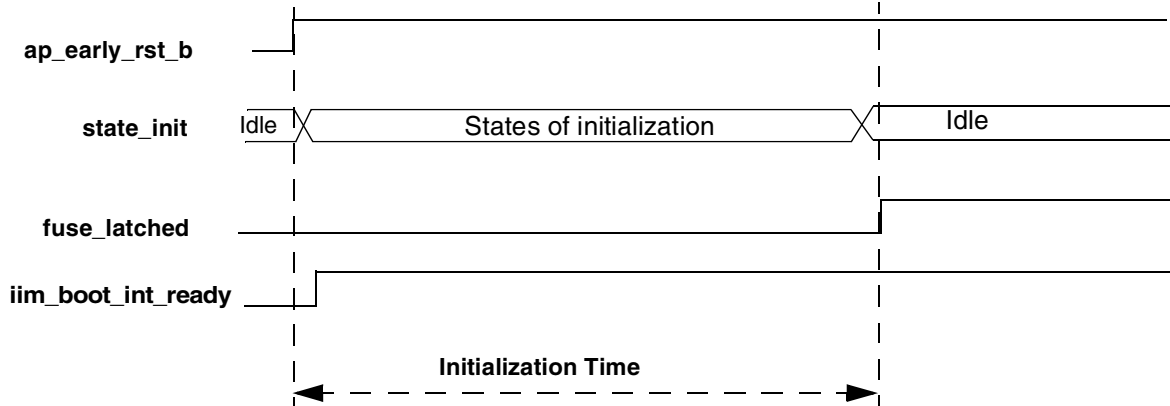 ap_early_rst_b
state_init Idle States of initialization Idle
fuse_latched
iim_boot_int_ready
Initialization Time